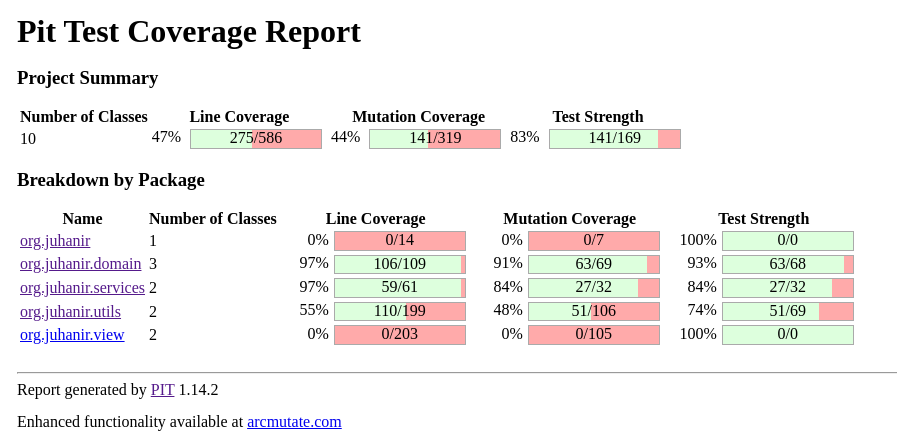 Pit Test Coverage Report
Project Summary
Number of Classes Line Coverage Mutation Coverage Test Strength
10 47% 275/586 44% 141/319 83% 141/169
Breakdown by Package
Name Number of Classes Line Coverage Mutation Coverage Test Strength
org.juhanir 1 0% 0/14 0% 0/7 100% 0/0
org.juhanir.domain 3 97% 106/109 91% 63/69 93% 63/68
org.juhanir.services 2 97% 59/61 84% 27/32 84% 27/32
org.juhanir.utils 2 55% 110/199 48% 51/106 74% 51/69
org.juhanir.view 2 0% 0/203 0% 0/105 100% 0/0
Report generated by PIT 1.14.2
Enhanced functionality available at arcmutate.com